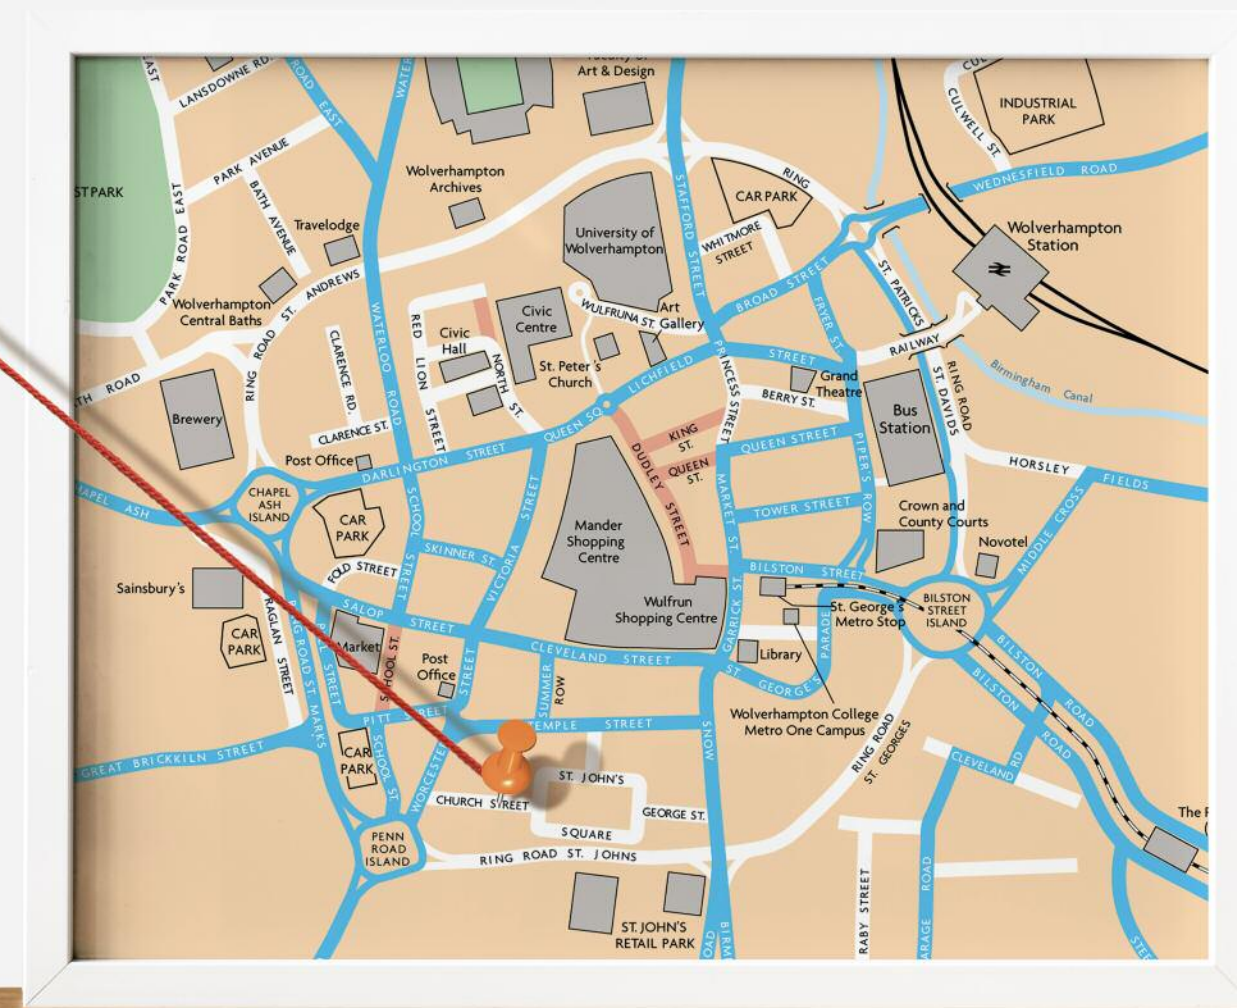 LANSDOWNE RD.
ROAD EAST
WATER
Art & Design
CULWELL ST.
INDUSTRIAL
PARK
WEDNESFIELD ROAD
PARK AVENUE
BATH AVENUE
PARK ROAD EAST
ST PARK
Wolverhampton
Archives
Travelodge
RING
CAR PARK
STAFFORD STREET
University of
Wolverhampton
WHITMORE
STREET
Wolverhampton
Station
Wolverhampton
Central Baths
RING ROAD ST. ANDREWS
WATERLOO ROAD
RED LION STREET
Civic
Centre
Civic
Hall
NORTH ST.
WULFRUNA ST.
Art
Gallery
St. Peter's
Church
BROAD STREET
FRYER ST.
ST. PATRICKS
RAILWAY
RING ROAD
ST. DAVIDS
Birmingham Canal
TH ROAD
Brewery
CLARENCE RD.
CLARENCE ST.
LICHFIELD
STREET
PRINCESS STREET
Grand
Theatre
BERRY ST.
Bus
Station
QUEEN SQ.
KING
ST.
QUEEN
ST.
QUEEN STREET
DUDLEY STREET
PIPER'S ROW
HORSLEY
FIELDS
Post Office
DARLINGTON STREET
CHAPEL
ASH
ISLAND
APEL ASH
CAR
PARK
SCHOOL STREET
SKINNER ST.
VICTORIA STREET
Mander
Shopping
Centre
MARKET ST.
TOWER STREET
Crown and
County Courts
Novotel
MIDDLE CROSS
FOLD STREET
Sainsbury's
SALOP STREET
Wulfrun
Shopping Centre
BILSTON STREET
St. George's
Metro Stop
BILSTON
STREET
ISLAND
CAR
PARK
RAGLAN STREET
RING ROAD ST. MARKS
Market
SCHOOL ST.
Post
Office
CLEVELAND STREET
GARRICK ST.
Library
PARADE
ST. GEORGE'S
BILSTON ROAD
BILSTON ROAD
SUMMER
ROW
Wolverhampton College
Metro One Campus
PITT STREET
TEMPLE STREET
SNOW
RING ROAD
ST. GEORGES
CLEVELAND RD
GREAT BRICKKILN STREET
CAR
PARK
SCHOOL ST.
WORCESTER
ST. JOHN'S
SQUARE
CHURCH STREET
GEORGE ST.
PENN
ROAD
ISLAND
RING ROAD ST. JOHNS
ST. JOHN'S
RETAIL PARK
OAD
BIRM
RABY STREET
ARAGE ROAD
STEE